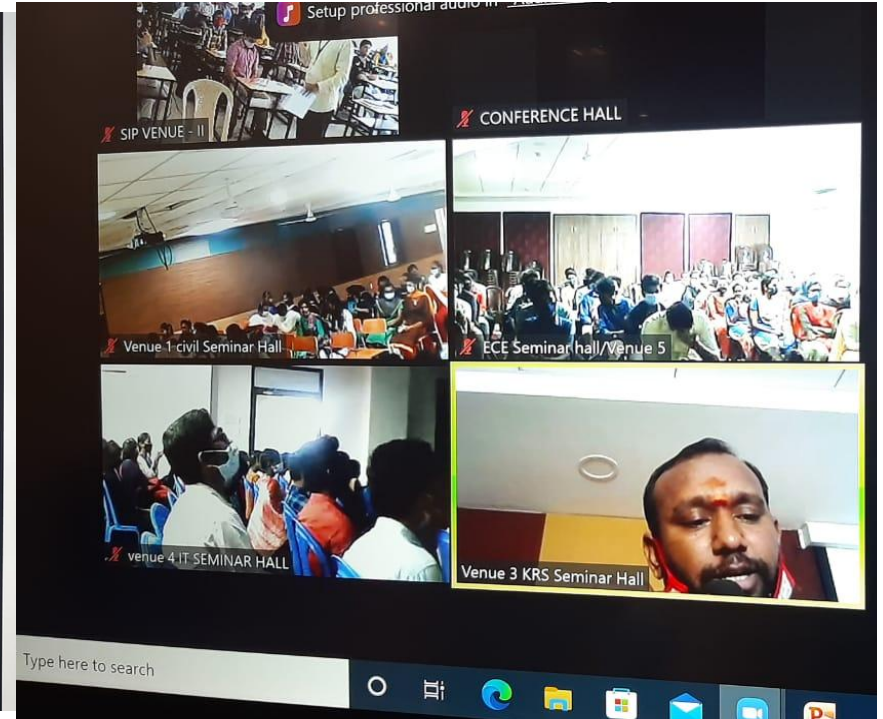 Setup professional audio in
SIP VENUE - II
CONFERENCE HALL
Venue 1 civil Seminar Hall
ECE Seminar hall/Venue 5
venue 4 IT SEMINAR HALL
Venue 3 KRS Seminar Hall
Type here to search